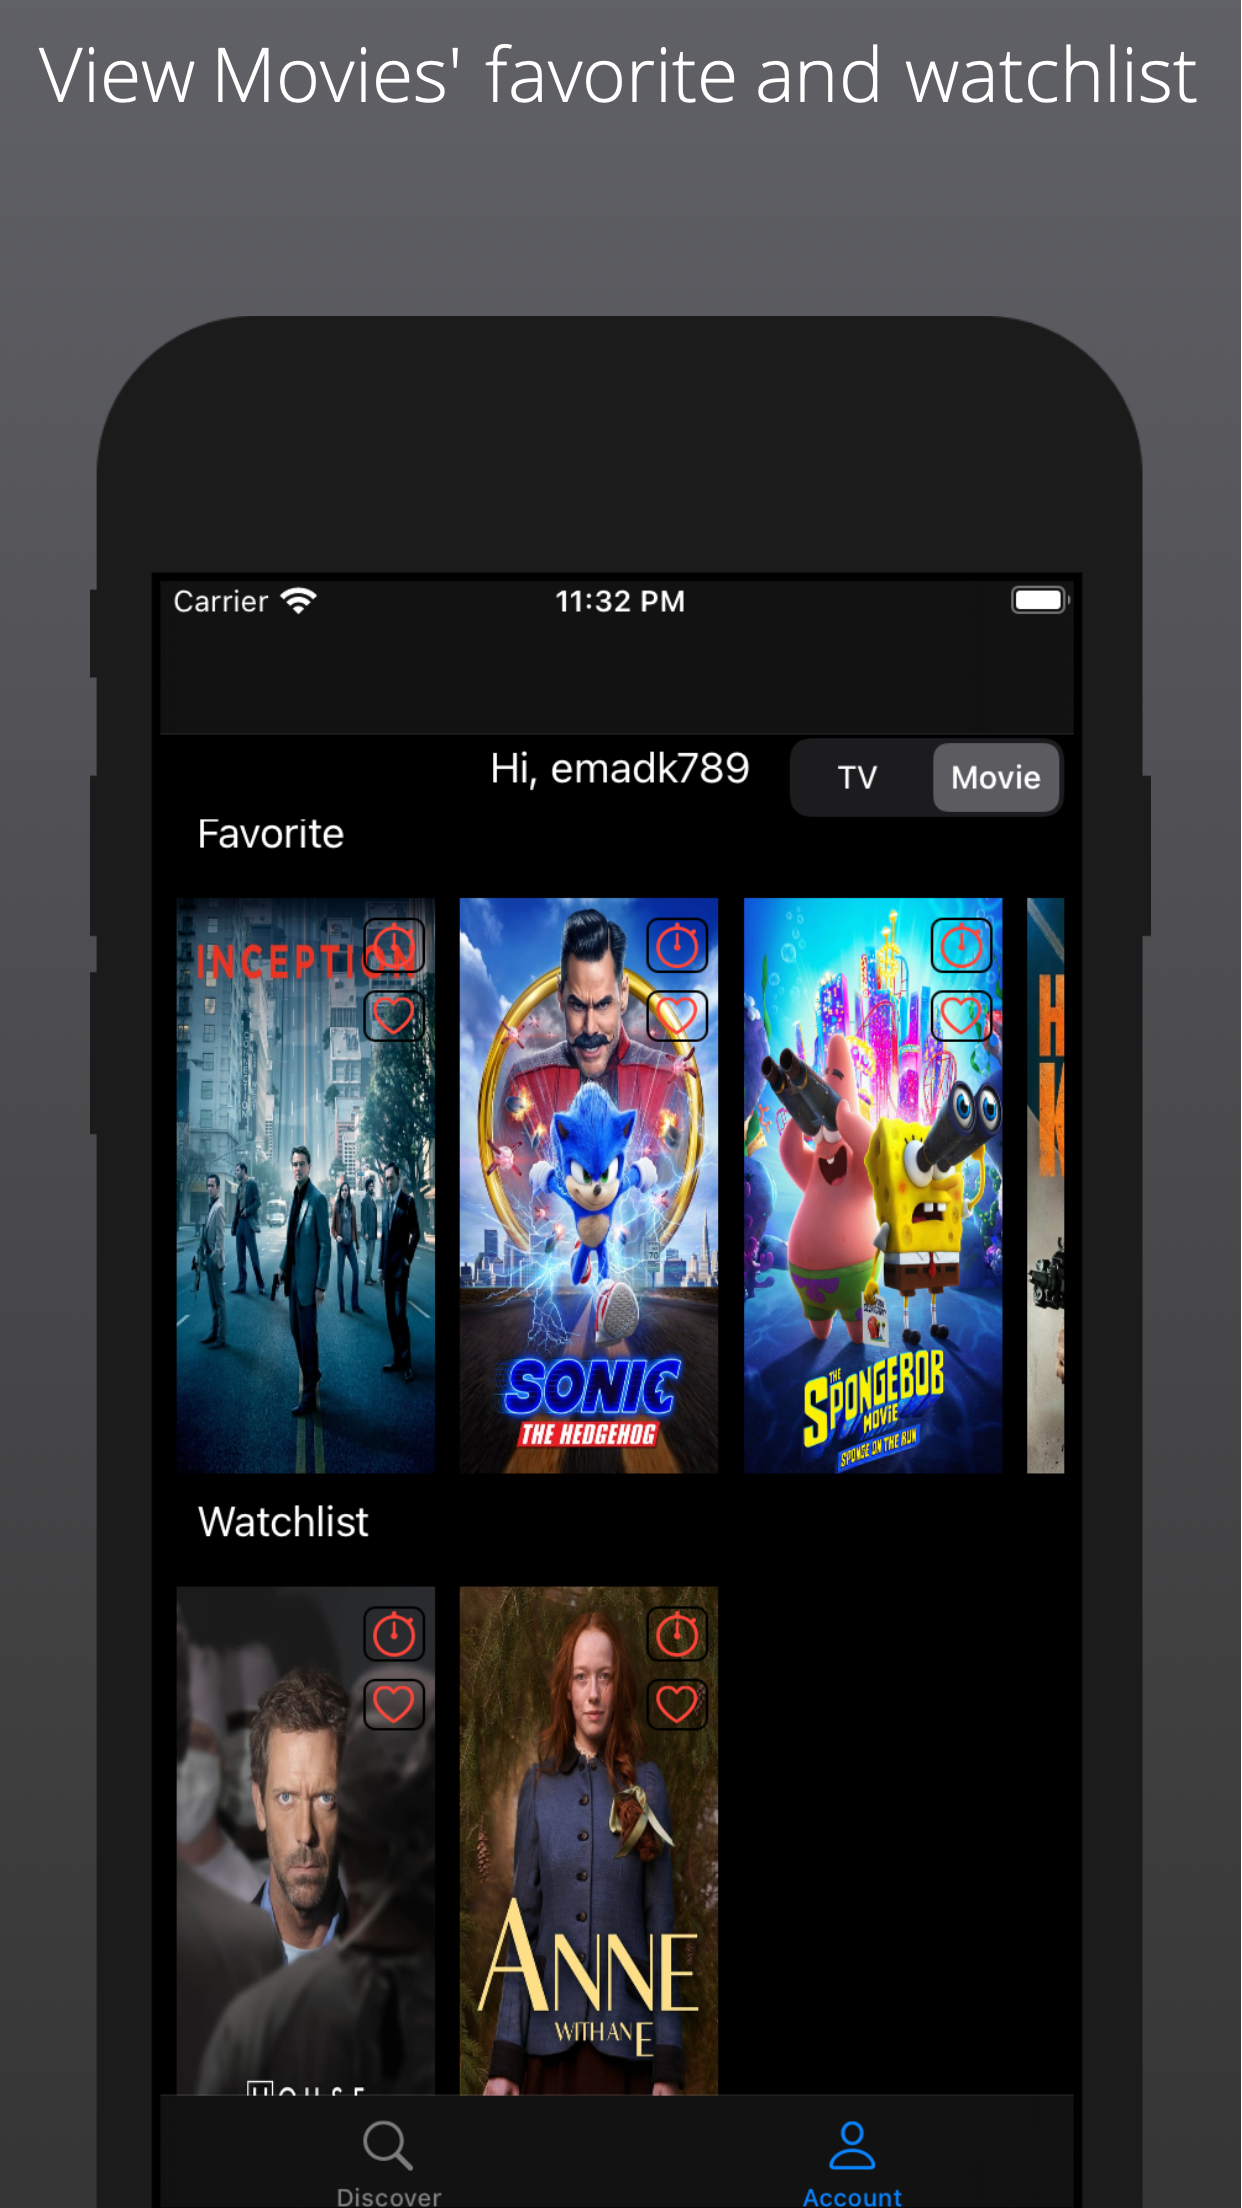 View Movies' favorite and watchlist
Carrier
11:32 PM
Hi, emadk789
TV
Movie
Favorite
INCEPTION
SONIC
THE HEDGEHOG
THE
SPONGEBOB
MOVIE
SPONGE ON THE RUN
H
K
70
Watchlist
HOUSE
ANNE
WITH AN E
Discover
Account